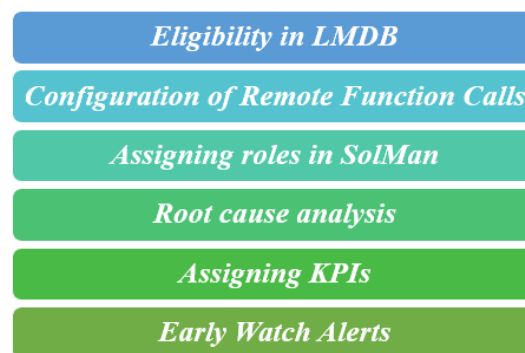 Eligibility in LMDB
Configuration of Remote Function Calls
Assigning roles in SolMan
Root cause analysis
Assigning KPIs
Early Watch Alerts